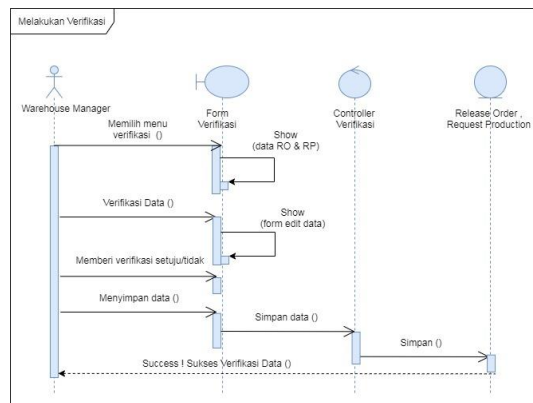 Melakukan Verifikasi
Warehouse Manager
Form
Verifikasi
Controller
Verifikasi
Release Order ,
Request Production
Memilih menu
verifikasi ()
Show
(data RO & RP)
Verifikasi Data ()
Show
(form edit data)
Memberi verifikasi setuju/tidak
Menyimpan data ()
Simpan data ()
Simpan ()
Success ! Sukses Verifikasi Data ()